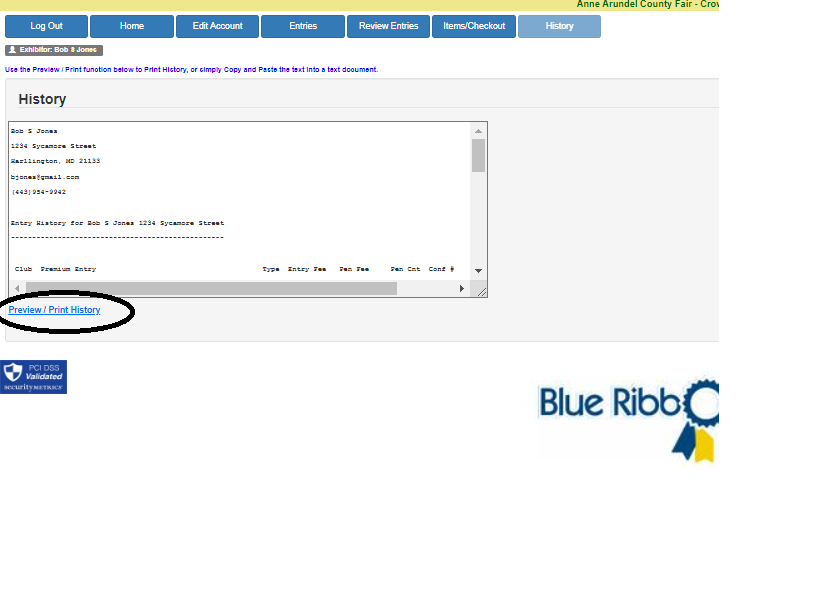 Anne Arundel County Fair - Crow
Log Out Home Edit Account Entries Review Entries Items/Checkout History
Exhibitor: Bob S Jones
Use the Preview / Print function below to Print History, or simply Copy and Paste the text into a text document.
History
Bob S Jones
1234 Sycamore Street
Harllington, MD 21133
bjones@gmail.com
(443)954-9942
Entry History for Bob S Jones 1234 Sycamore Street
-----------------------------------------------------
Club Premium Entry Type Entry Fee Pen Fee Pen Cnt Conf #
Preview / Print History
PCI DSS
Validated
securityMETRICS
Blue Ribb